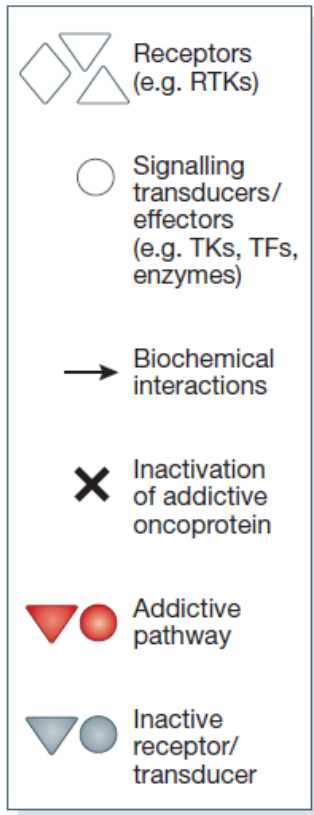 Receptors
(e.g. RTKs)
Signalling
transducers/
effectors
(e.g. TKs, TFs,
enzymes)
Biochemical
interactions
Inactivation
of addictive
oncoprotein
Addictive
pathway
Inactive
receptor/
transducer